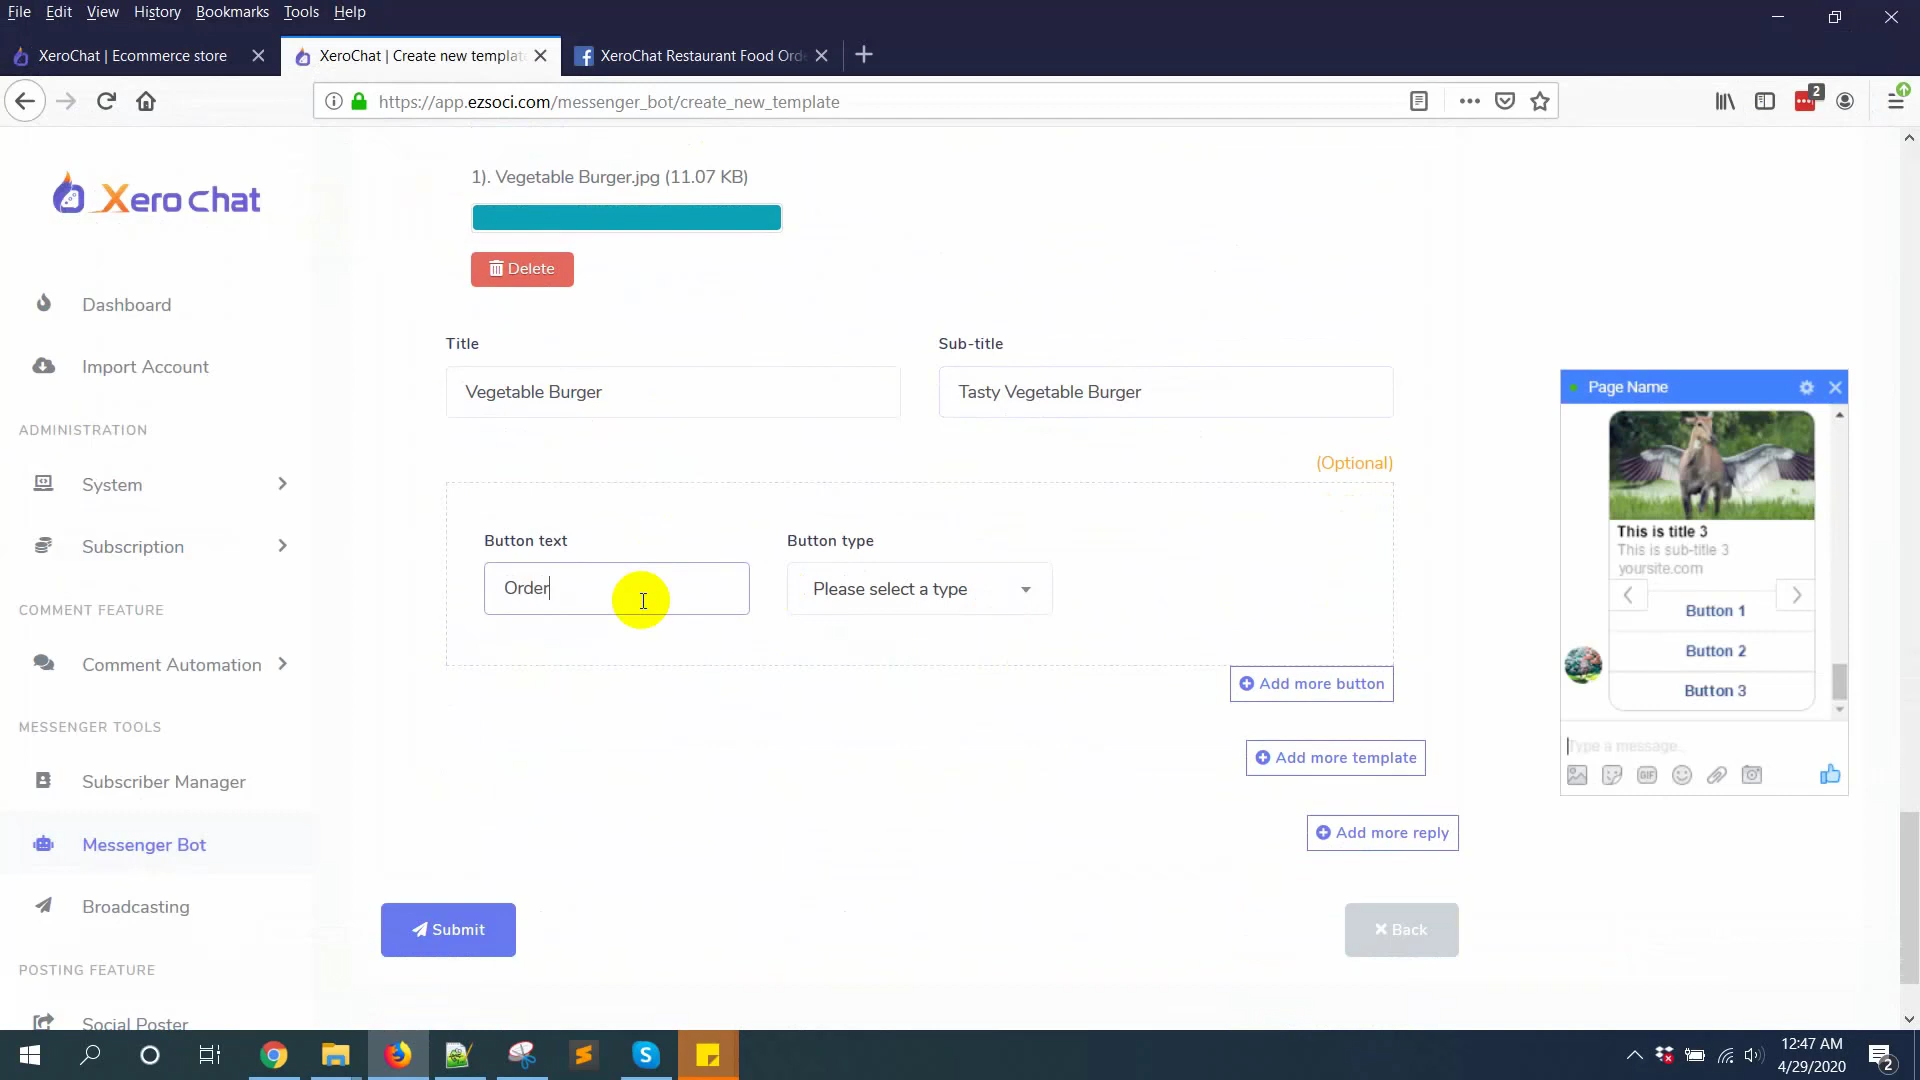 File Edit View History Bookmarks Tools Help
XeroChat | Ecommerce store
XeroChat | Create new templat
XeroChat Restaurant Food Ord
https://app.ezsoci.com/messenger_bot/create_new_template
2
Xero Chat
Dashboard
Import Account
ADMINISTRATION
System
Subscription
COMMENT FEATURE
Comment Automation
MESSENGER TOOLS
Subscriber Manager
Messenger Bot
Broadcasting
POSTING FEATURE
Social Poster
1). Vegetable Burger.jpg (11.07 KB)
Delete
Title
Vegetable Burger
Sub-title
Tasty Vegetable Burger
(Optional)
Button text
Order
Button type
Please select a type
Add more button
Add more template
Add more reply
Submit
Back
Page Name
This is title 3
This is sub-title 3
yoursite.com
Button 1
Button 2
Button 3
Type a message..
GIF
12:47 AM
4/29/2020
2